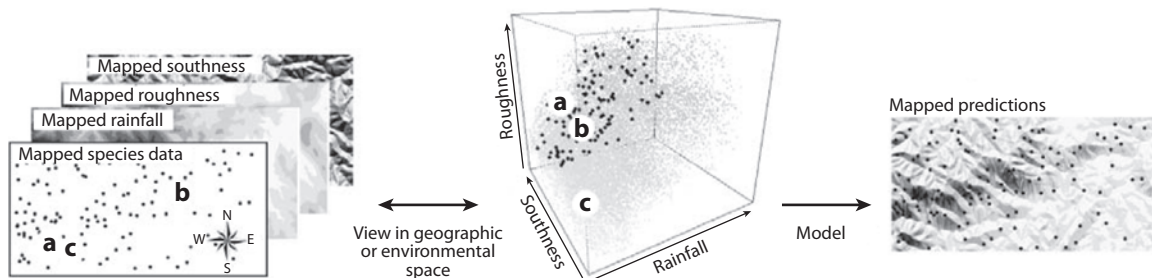 Mapped southness
Mapped roughness
Mapped rainfall
Mapped species data
b
a
c
N
W
E
S
View in geographic
or environmental
space
Roughness
a
b
c
Southness
Rainfall
Model
Mapped predictions